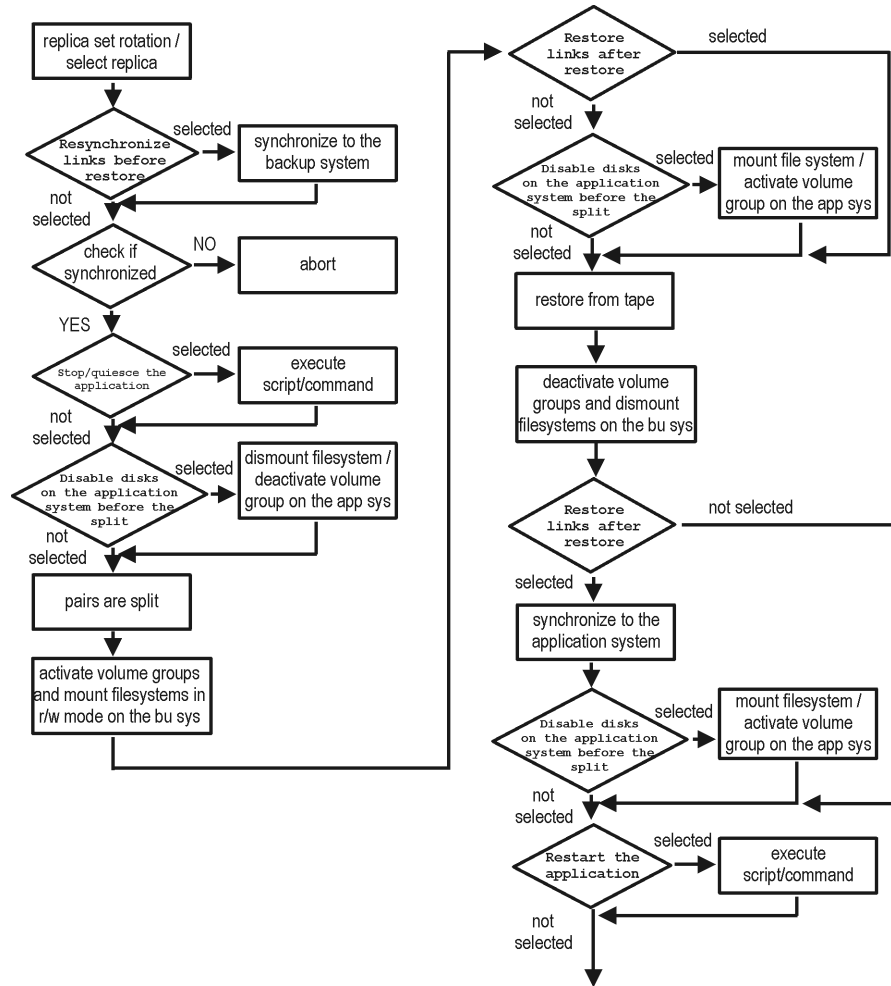 replica set rotation /
select replica
Resynchronize
links before
restore
selected
synchronize to the
backup system
not
selected
check if
synchronized
NO
abort
YES
Stop/quiesce the
application
selected
execute
script/command
not
selected
Disable disks
on the application
system before the
split
selected
dismount filesystem /
deactivate volume
group on the app sys
not
selected
pairs are split
activate volume groups
and mount filesystems in
r/w mode on the bu sys
Restore
links after
restore
selected
not
selected
Disable disks
on the application
system before the
split
selected
mount file system /
activate volume
group on the app sys
not
selected
restore from tape
deactivate volume
groups and dismount
filesystems on the bu sys
Restore
links after
restore
not selected
selected
synchronize to the
application system
Disable disks
on the application
system before the
split
selected
mount filesystem /
activate volume
group on the app sys
not
selected
Restart the
application
selected
execute
script/command
not
selected